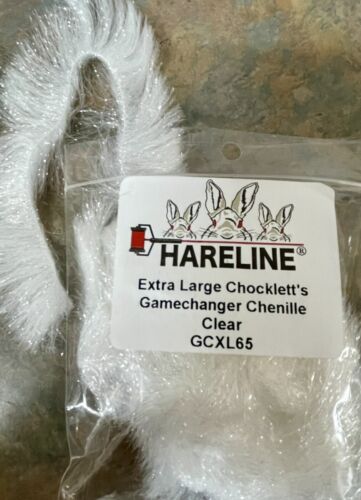 HARELINE®
Extra Large Chocklett's
Gamechanger Chenille
Clear
GCXL65